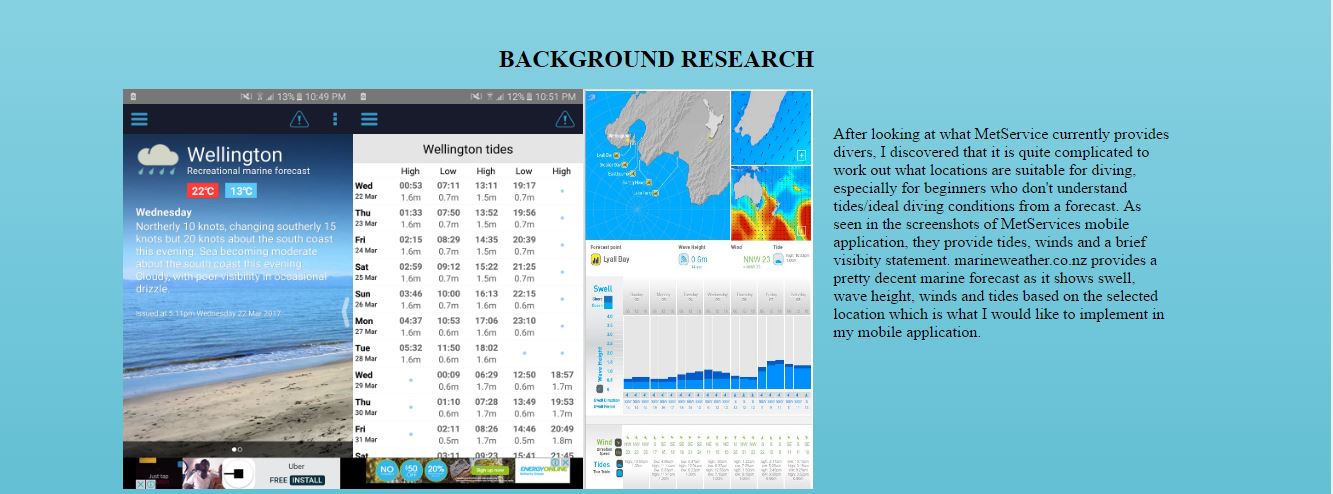 BACKGROUND RESEARCH
13% 10:49 PM
Wellington
Recreational marine forecast
22℃ 13℃
Wednesday
Northerly 10 knots, changing southerly 15
knots but 20 knots about the south coast
this evening. Sea becoming moderate
about the south coast this evening.
Cloudy, with poor visibility in occasional
drizzle.
Issued at 5:11pm Wednesday 22 Mar 2017
Just tap
Uber
FREE INSTALL
12% 10:51 PM
Wellington tides
High Low High Low High
Wed 00:53 07:11 13:11 19:17
22 Mar 1.6m 0.7m 1.5m 0.7m
Thu 01:33 07:50 13:52 19:56
23 Mar 1.6m 0.7m 1.5m 0.7m
Fri 02:15 08:29 14:35 20:39
24 Mar 1.6m 0.7m 1.5m 0.7m
Sat 02:59 09:12 15:22 21:25
25 Mar 1.6m 0.7m 1.5m 0.7m
Sun 03:46 10:00 16:13 22:15
26 Mar 1.6m 0.7m 1.6m 0.6m
Mon 04:37 10:53 17:06 23:10
27 Mar 1.6m 0.7m 1.6m 0.6m
Tue 05:32 11:50 18:02
28 Mar 1.6m 0.6m 1.6m
Wed 00:09 06:29 12:50 18:57
29 Mar 0.6m 1.7m 0.6m 1.7m
Thu 01:10 07:28 13:49 19:53
30 Mar 0.6m 1.7m 0.6m 1.7m
Fri 02:11 08:26 14:46 20:49
31 Mar 0.5m 1.7m 0.5m 1.8m
Sat 03:11 09:23 15:41 21:45
NO $50 20% Sign up now ENERGYONLINE
Forecast point Wave Height Wind Tide
Lyall Bay 0.6m NNW 23
Swell
Wave Height
Wind
Tides
After looking at what MetService currently provides
divers, I discovered that it is quite complicated to
work out what locations are suitable for diving,
especially for beginners who don't understand
tides/ideal diving conditions from a forecast. As
seen in the screenshots of MetServices mobile
application, they provide tides, winds and a brief
visibity statement. marineweather.co.nz provides a
pretty decent marine forecast as it shows swell,
wave height, winds and tides based on the selected
location which is what I would like to implement in
my mobile application.